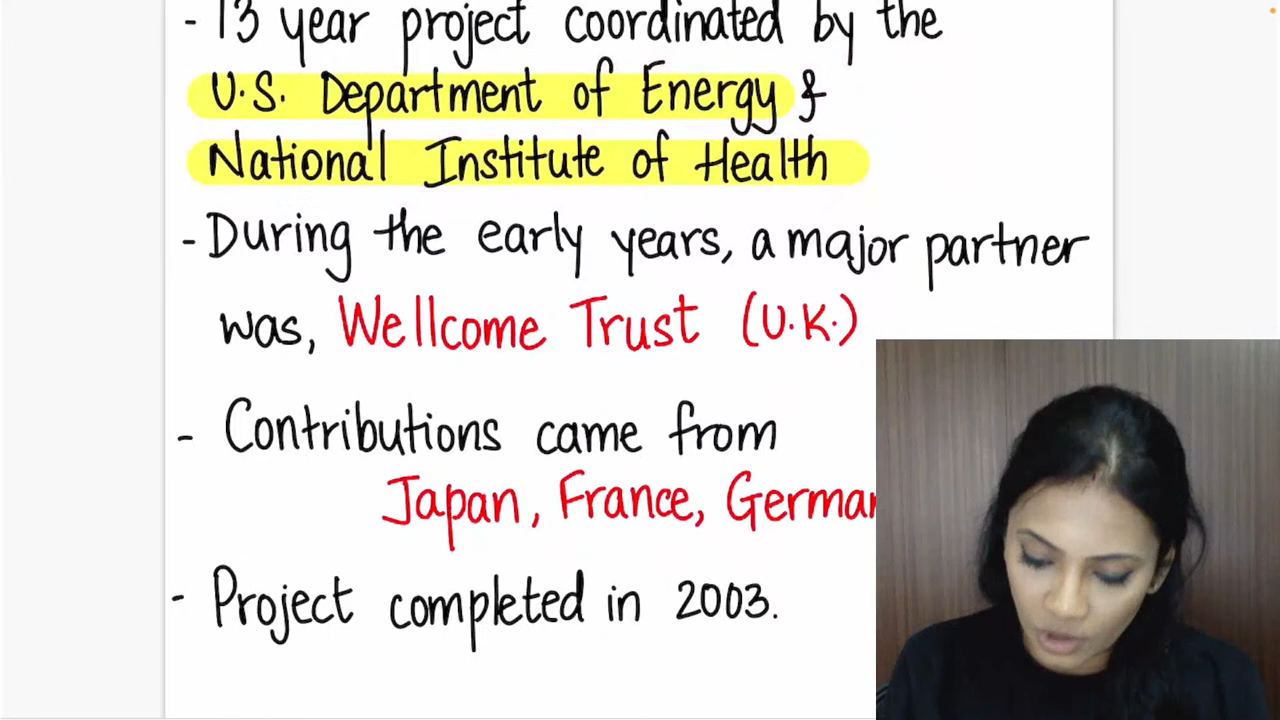 - 13 year project coordinated by the
U.S. Department of Energy &
National Institute of Health
- During the early years, a major partner
was, Wellcome Trust (U.K.)
- Contributions came from
Japan, France,
- Project completed in 2003.